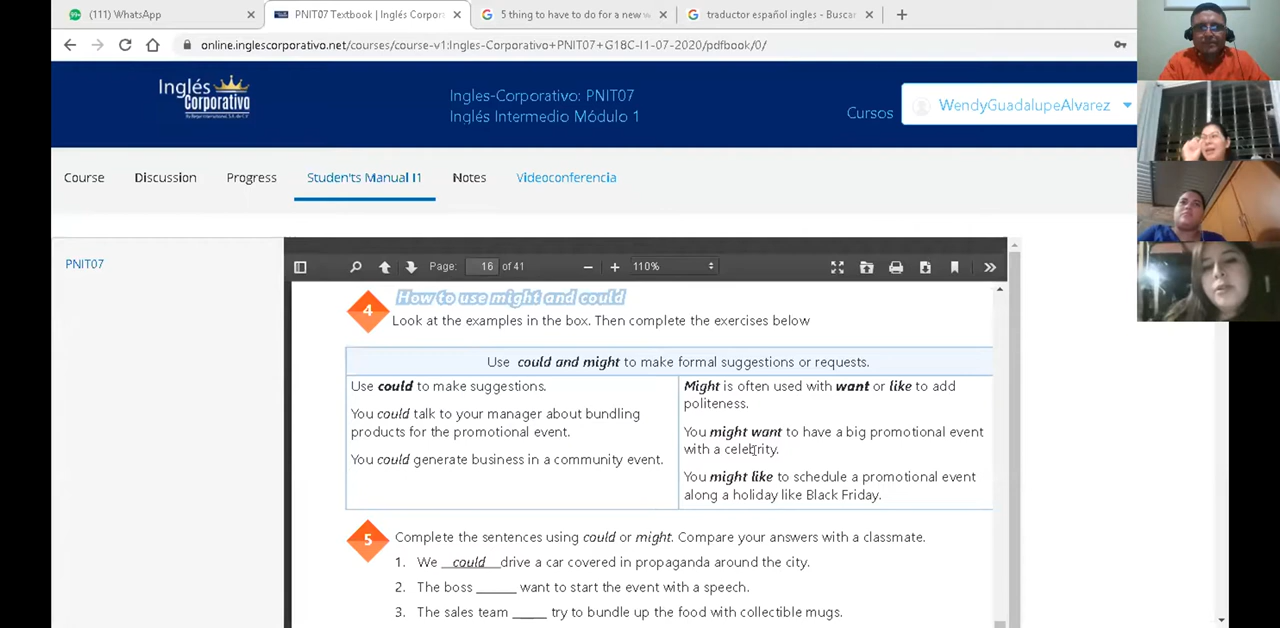 (111) WhatsApp
PNIT07 Textbook | Inglés Corpor
5 thing to have to do for a new w
traductor español ingles - Buscar
online.inglescorporativo.net/courses/course-v1:Ingles-Corporativo+PNIT07+G18C-I1-07-2020/pdfbook/0/
Inglés
Corporativo
Ingles-Corporativo: PNIT07
Inglés Intermedio Módulo 1
Cursos
WendyGuadalupeAlvarez
Course
Discussion
Progress
Studen'ts Manual I1
Notes
Videoconferencia
PNIT07
Page: 16 of 41
110%
4
How to use might and could
Look at the examples in the box. Then complete the exercises below
Use could and might to make formal suggestions or requests.
Use could to make suggestions.
You could talk to your manager about bundling
products for the promotional event.
You could generate business in a community event.
Might is often used with want or like to add
politeness.
You might want to have a big promotional event
with a celebrity.
You might like to schedule a promotional event
along a holiday like Black Friday.
5
Complete the sentences using could or might. Compare your answers with a classmate.
1. We __could__drive a car covered in propaganda around the city.
2. The boss ______ want to start the event with a speech.
3. The sales team _____ try to bundle up the food with collectible mugs.